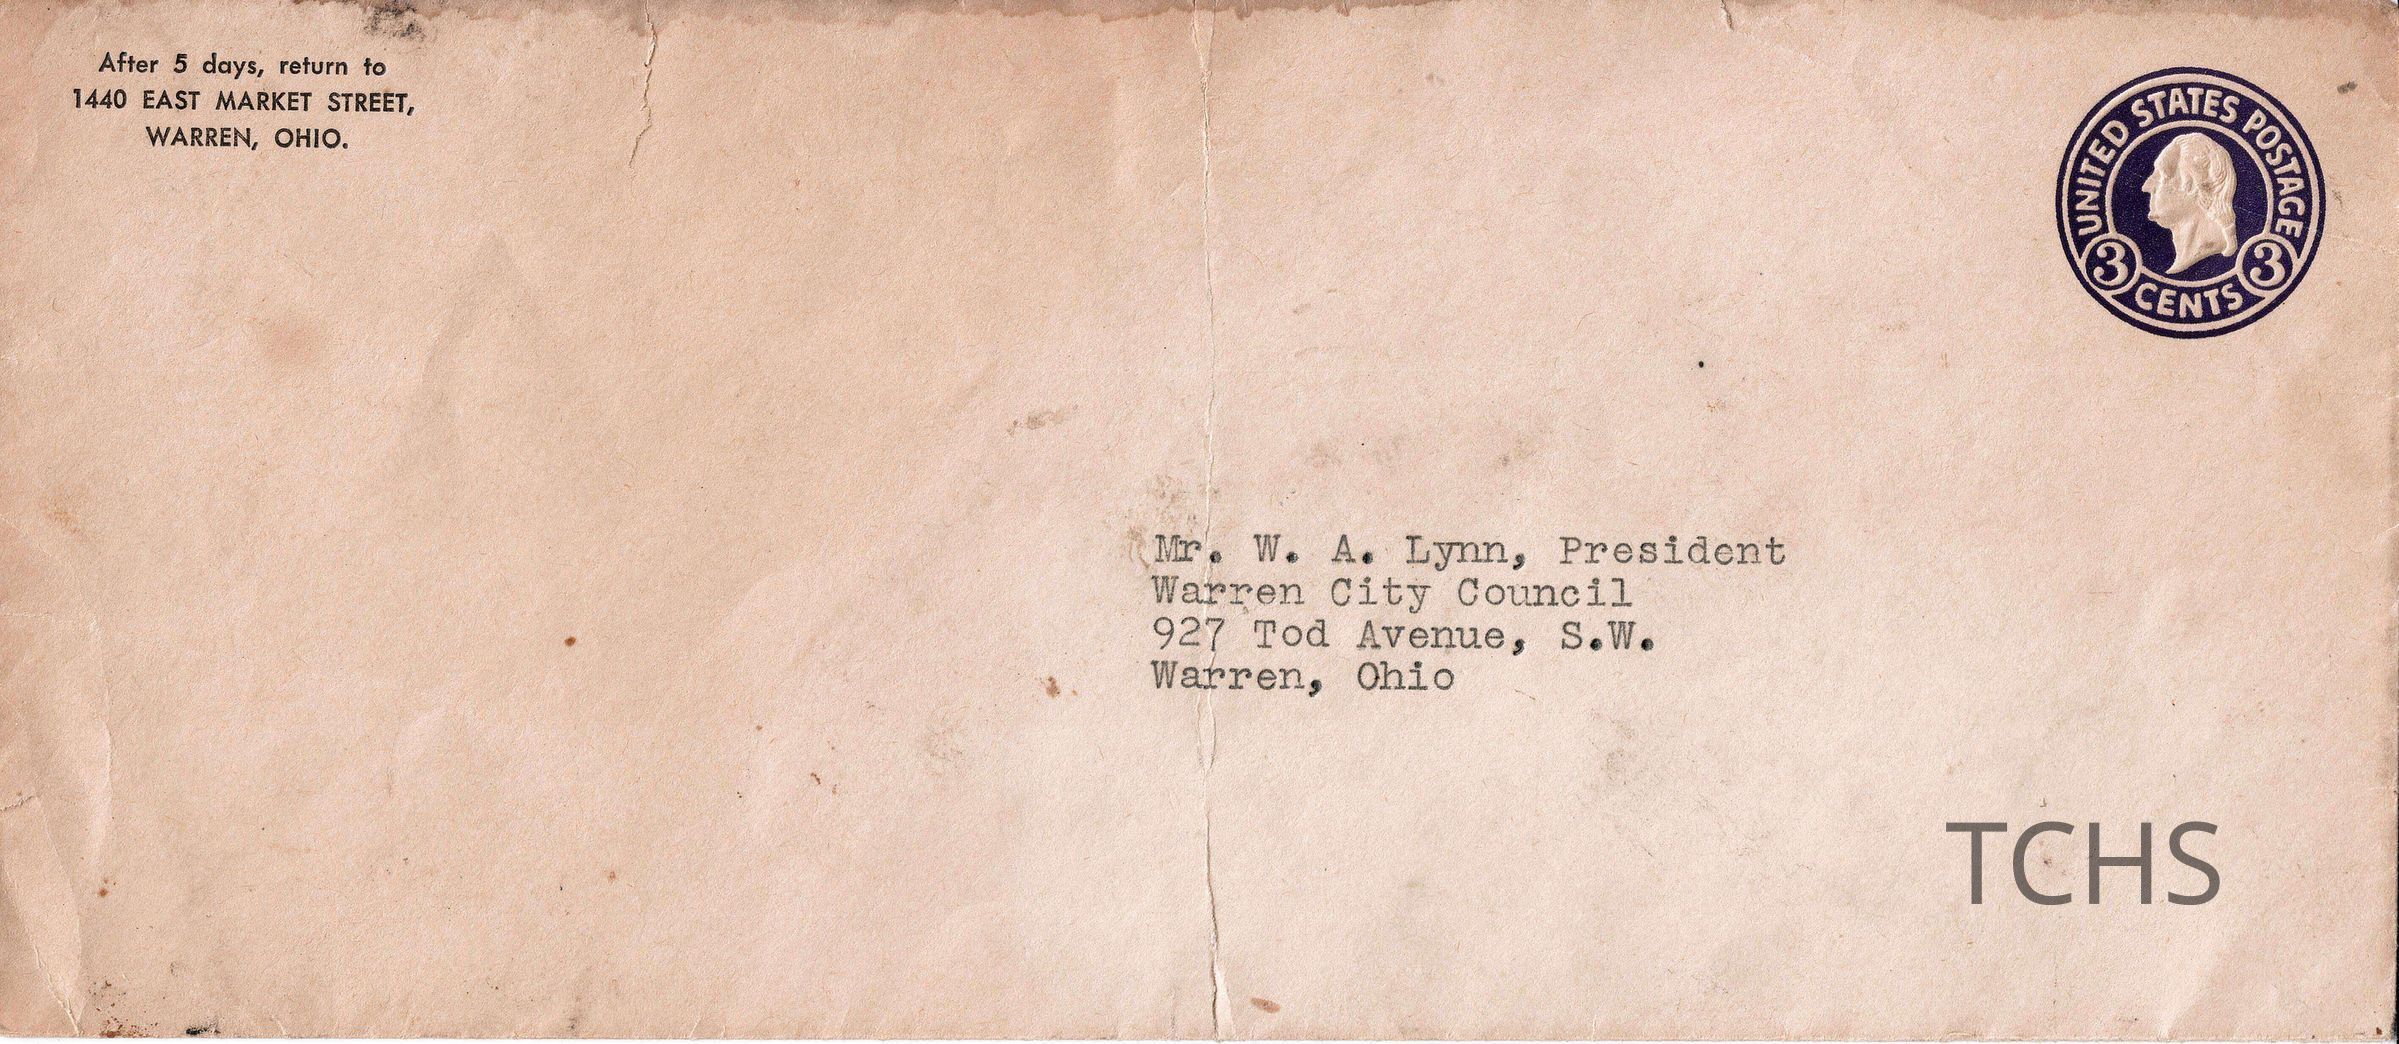 After 5 days, return to
1440 EAST MARKET STREET,
WARREN, OHIO.
UNITED STATES POSTAGE
3 3
CENTS
Mr. W. A. Lynn, President
Warren City Council
927 Tod Avenue, S.W.
Warren, Ohio
TCHS